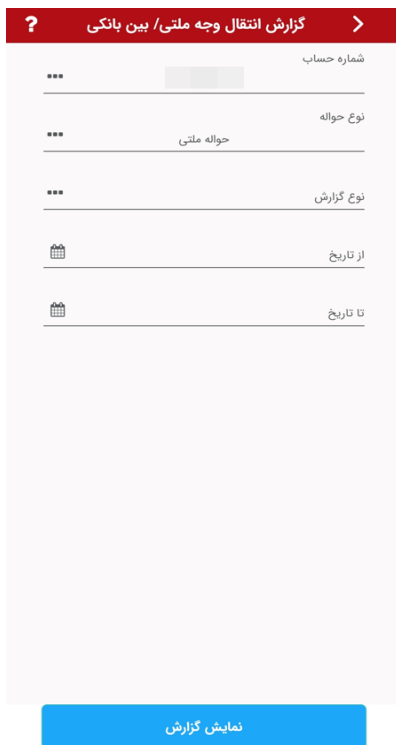 گزارش انتقال وجه ملتی/ بین بانکی ?
شماره حساب
نوع حواله
حواله ملتی
نوع گزارش
از تاریخ
تا تاریخ
نمایش گزارش